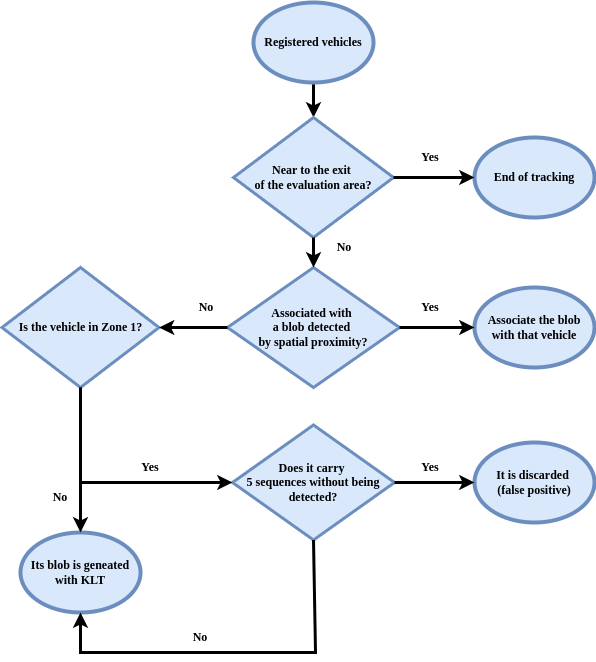 Registered vehicles
Near to the exit
of the evaluation area?
Yes
End of tracking
No
Is the vehicle in Zone 1?
No
Associated with
a blob detected
by spatial proximity?
Yes
Associate the blob
with that vehicle
Yes
Does it carry
5 sequences without being
detected?
Yes
It is discarded
(false positive)
No
Its blob is geneated
with KLT
No